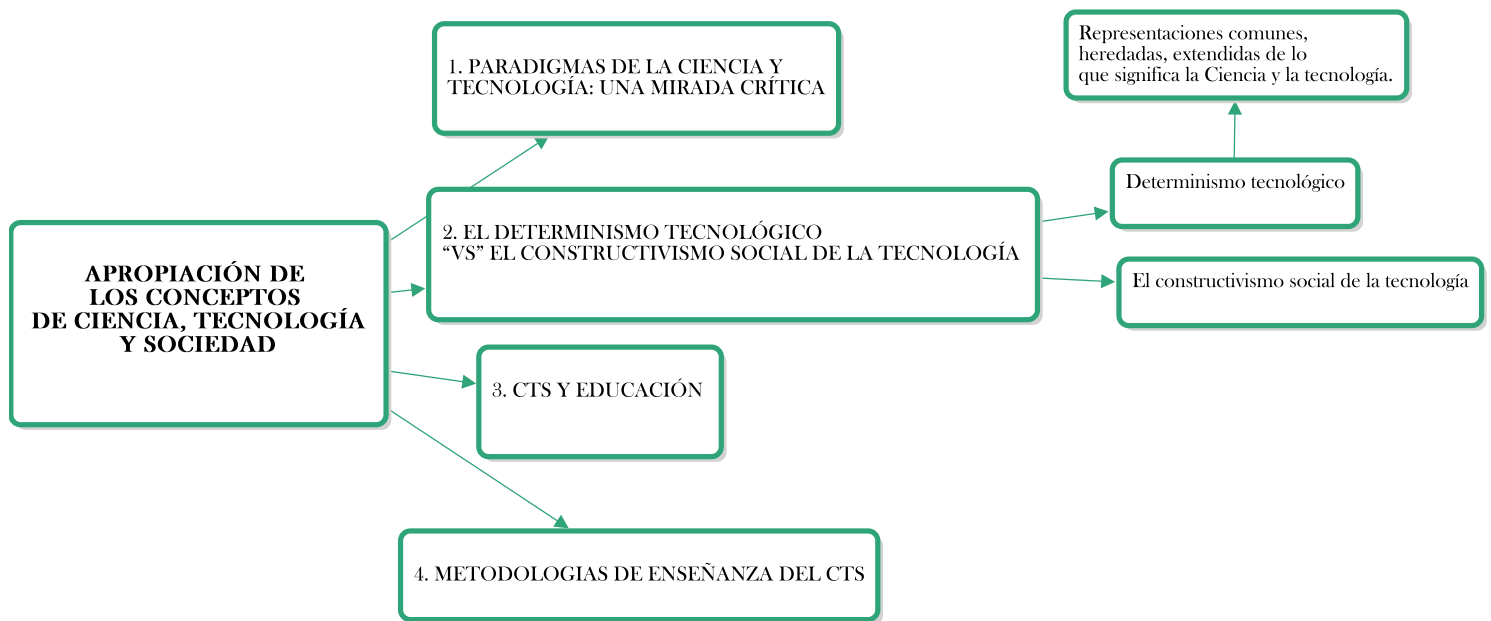 APROPIACIÓN DE
LOS CONCEPTOS
DE CIENCIA, TECNOLOGÍA
Y SOCIEDAD
1. PARADIGMAS DE LA CIENCIA Y
TECNOLOGÍA: UNA MIRADA CRÍTICA
2. EL DETERMINISMO TECNOLÓGICO
“VS” EL CONSTRUCTIVISMO SOCIAL DE LA TECNOLOGÍA
Representaciones comunes,
heredadas, extendidas de lo
que significa la Ciencia y la tecnología.
Determinismo tecnológico
El constructivismo social de la tecnología
3. CTS Y EDUCACIÓN
4. METODOLOGIAS DE ENSEÑANZA DEL CTS